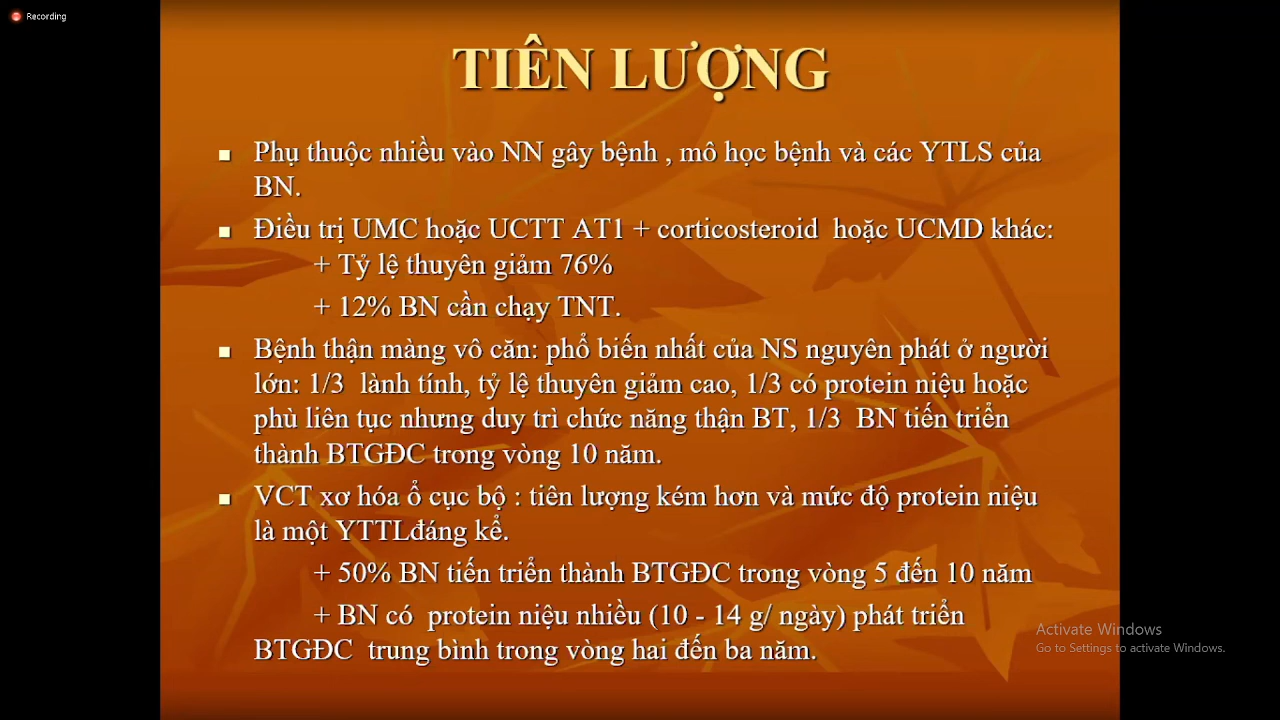 Recording
TIÊN LƯỢNG
Phụ thuộc nhiều vào NN gây bệnh , mô học bệnh và các YTLS của
BN.
Điều trị UMC hoặc UCTT AT1 + corticosteroid hoặc UCMD khác:
+ Tỷ lệ thuyên giảm 76%
+ 12% BN cần chạy TNT.
Bệnh thận màng vô căn: phổ biến nhất của NS nguyên phát ở người
lớn: 1/3 lành tính, tỷ lệ thuyên giảm cao, 1/3 có protein niệu hoặc
phù liên tục nhưng duy trì chức năng thận BT, 1/3 BN tiến triển
thành BTGĐC trong vòng 10 năm.
VCT xơ hóa ổ cục bộ : tiên lượng kém hơn và mức độ protein niệu
là một YTTLđáng kể.
+ 50% BN tiến triển thành BTGĐC trong vòng 5 đến 10 năm
+ BN có protein niệu nhiều (10 - 14 g/ ngày) phát triển
BTGĐC trung bình trong vòng hai đến ba năm.
Activate Windows
Go to Settings to activate Windows.